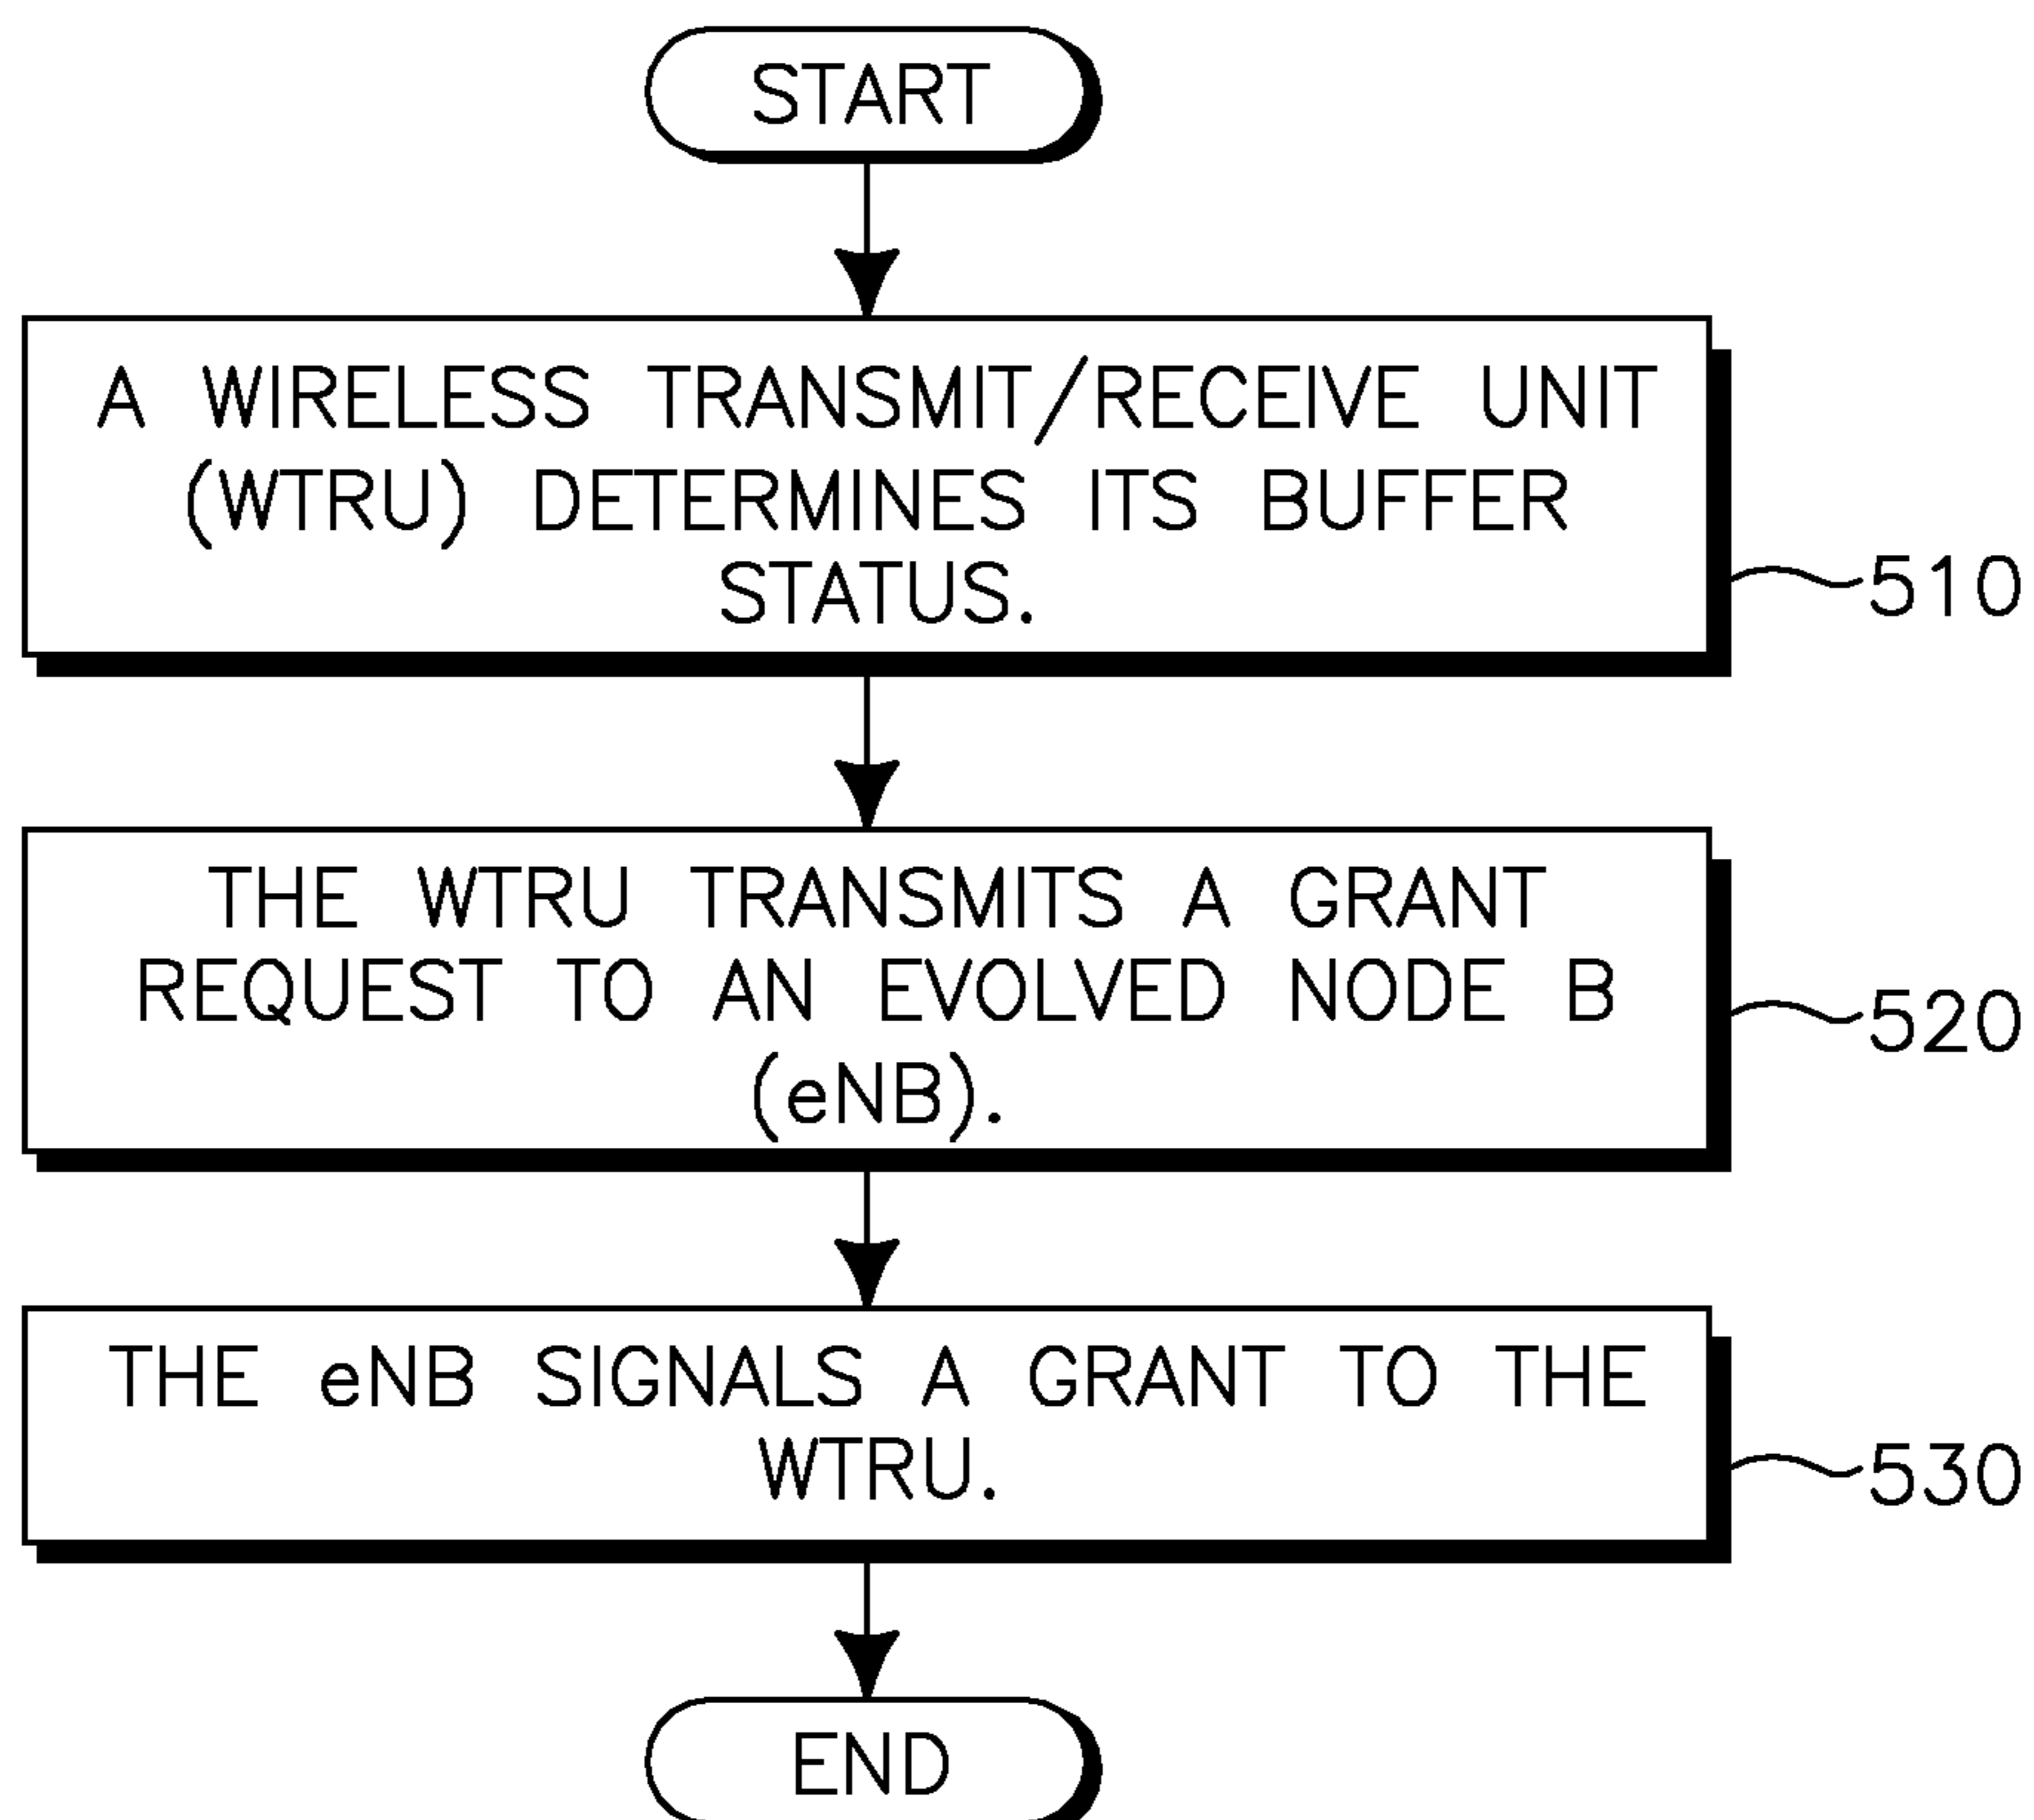 START
A WIRELESS TRANSMIT/RECEIVE UNIT
(WTRU) DETERMINES ITS BUFFER
STATUS.
510
THE WTRU TRANSMITS A GRANT
REQUEST TO AN EVOLVED NODE B
(eNB).
520
THE eNB SIGNALS A GRANT TO THE
WTRU.
530
END